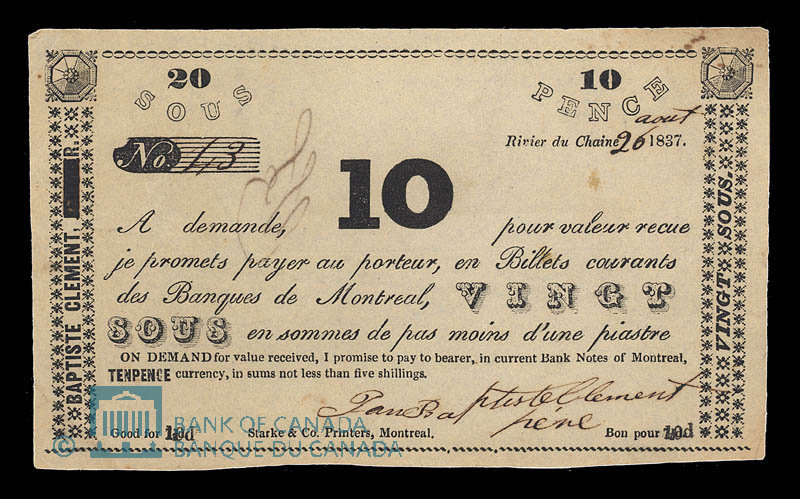 20 10
SOUS PENCE
août
Rivier du Chaine 26 1837.
No. 43
10
A demande, pour valeur recue
je promets payer au porteur, en Billets courants
des Banques de Montreal, VINGT
SOUS en sommes de pas moins d'une piastre
ON DEMAND for value received, I promise to pay to bearer, in current Bank Notes of Montreal,
TENPENCE currency, in sums not less than five shillings.
Baptiste Clement
père
Good for 10d Starke & Co. Printers, Montreal. Bon pour 10d
BAPTISTE CLEMENT, R.
VINGT SOUS.
© BANK OF CANADA
BANQUE DU CANADA